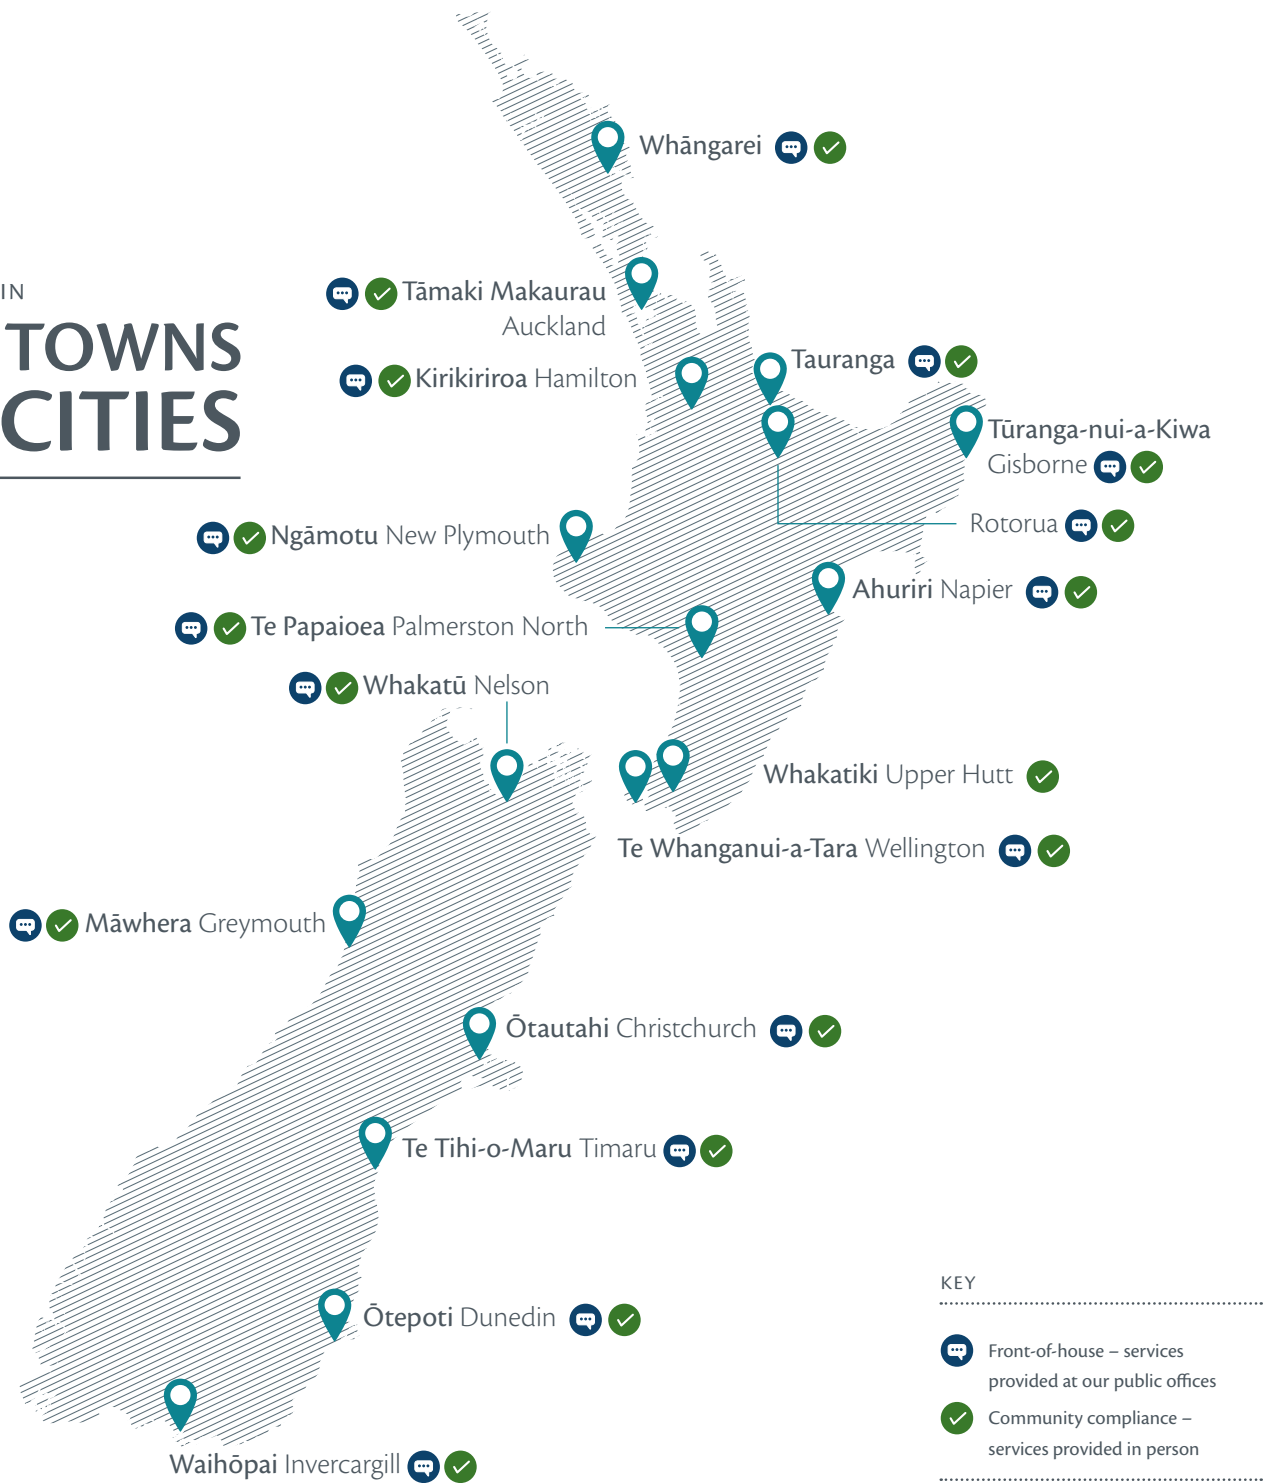 IN
TOWNS
CITIES
Whāngarei
Tāmaki Makaurau
Auckland
Kirikiriroa Hamilton
Tauranga
Tūranga-nui-a-Kiwa
Gisborne
Rotorua
Ngāmotu New Plymouth
Ahuriri Napier
Te Papaioea Palmerston North
Whakatū Nelson
Whakatiki Upper Hutt
Te Whanganui-a-Tara Wellington
Māwhera Greymouth
Ōtautahi Christchurch
Te Tihi-o-Maru Timaru
Ōtepoti Dunedin
Waihōpai Invercargill
KEY
Front-of-house – services
provided at our public offices
Community compliance –
services provided in person